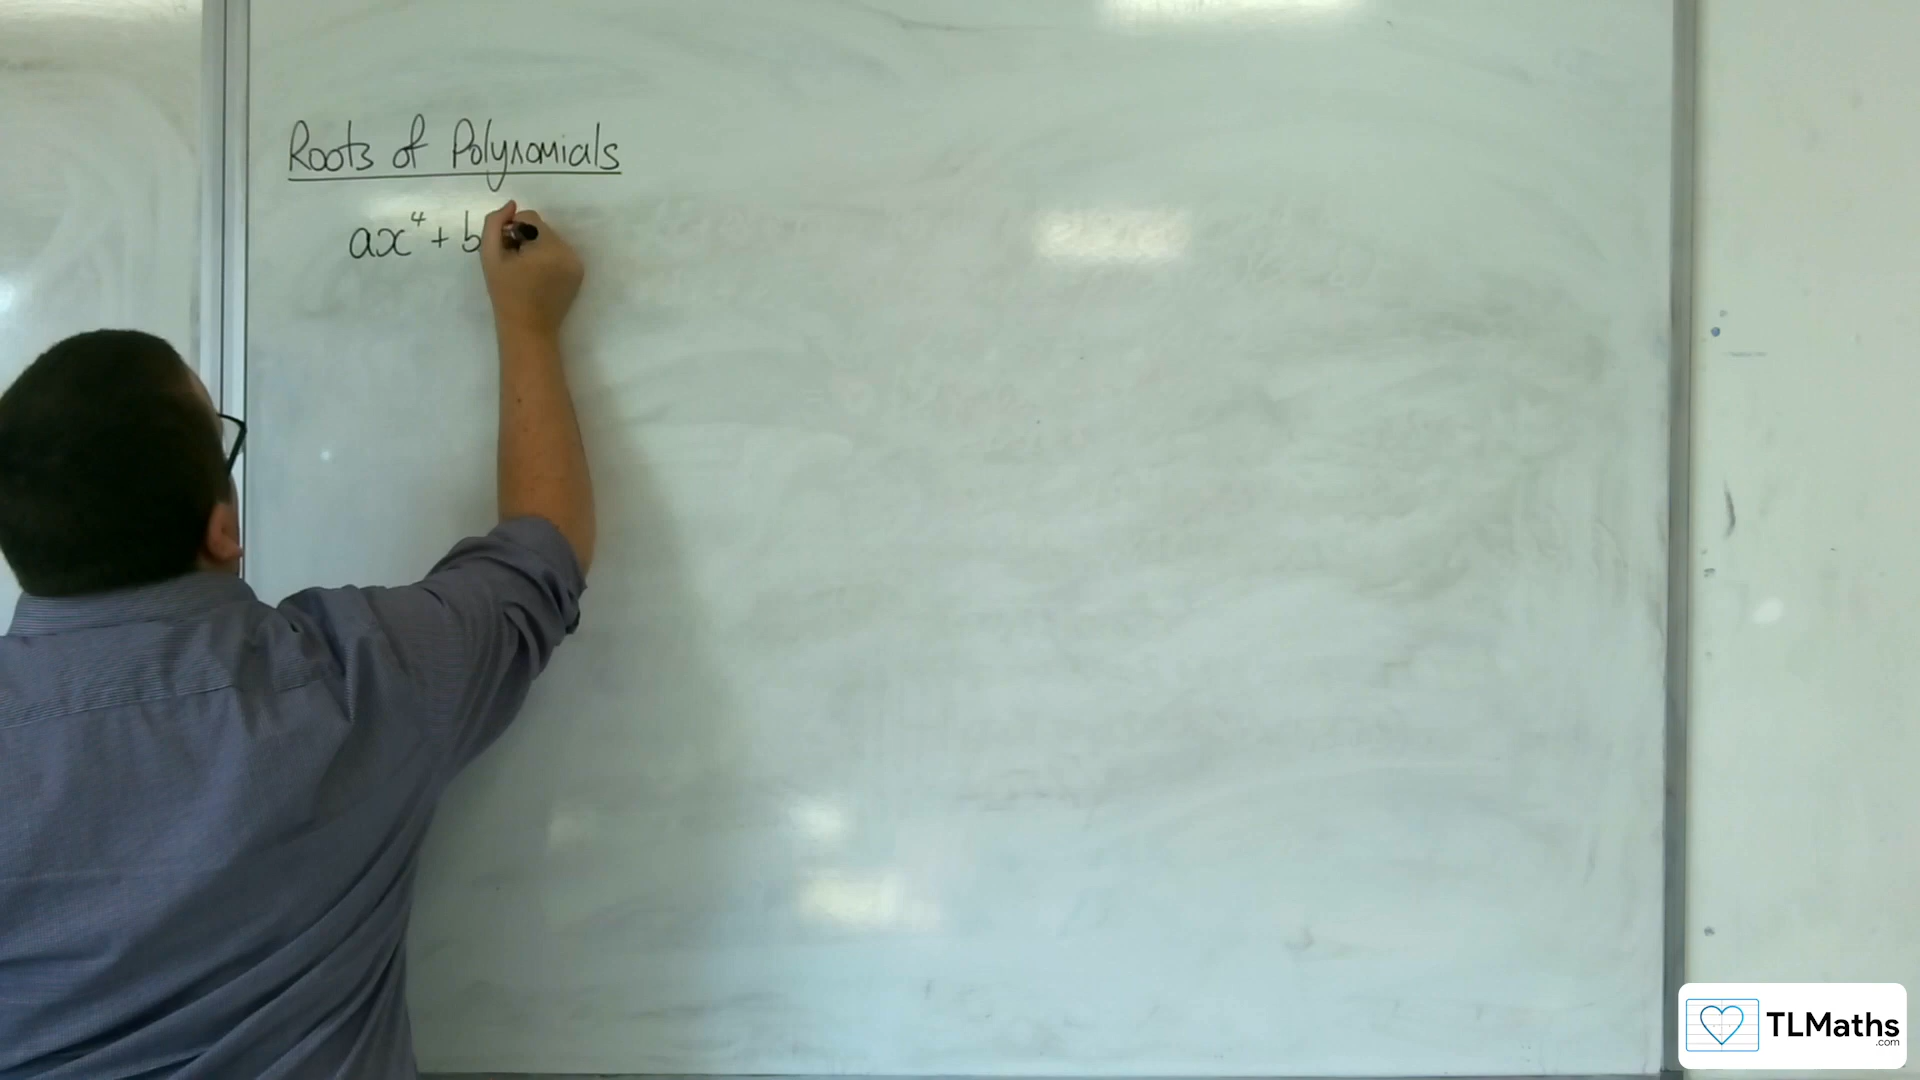 Roots of Polynomials
ax⁴ + b
TLMaths
.com